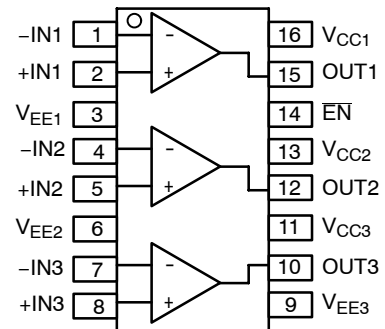 −IN1 1 − 16 VCC1
+IN1 2 + 15 OUT1
VEE1 3 14 E̅N̅
−IN2 4 − 13 VCC2
+IN2 5 + 12 OUT2
VEE2 6 11 VCC3
−IN3 7 − 10 OUT3
+IN3 8 + 9 VEE3